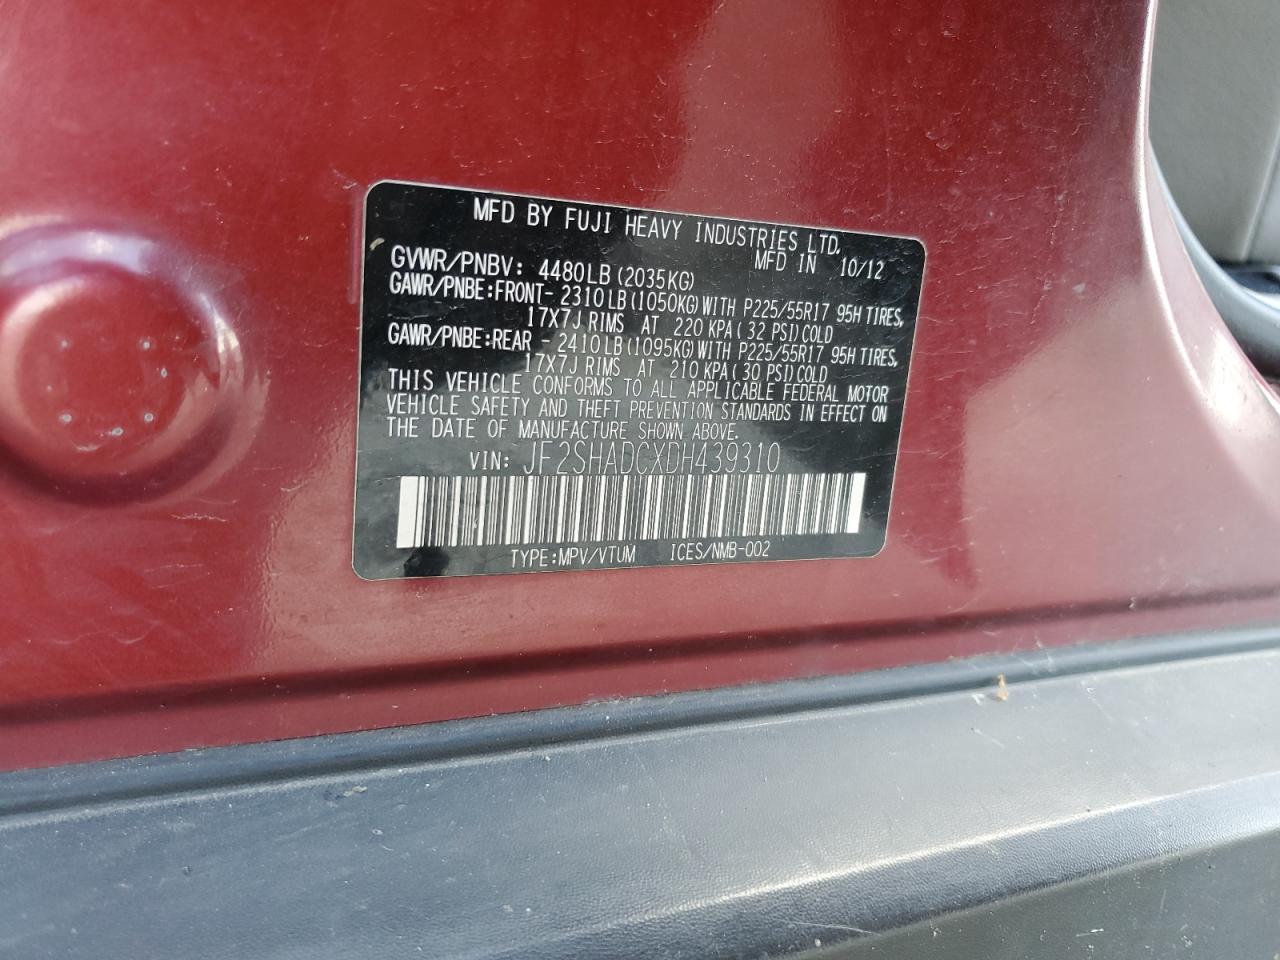 MFD BY FUJI HEAVY INDUSTRIES LTD.
MFD IN 10/12
GVWR/PNBV: 4480LB (2035KG)
GAWR/PNBE:FRONT- 2310LB (1050KG) WITH P225/55R17 95H TIRES,
17X7J RIMS AT 220 KPA ( 32 PSI) COLD
GAWR/PNBE:REAR - 2410LB (1095KG) WITH P225/55R17 95H TIRES,
17X7J RIMS AT 210 KPA ( 30 PSI) COLD
THIS VEHICLE CONFORMS TO ALL APPLICABLE FEDERAL MOTOR
VEHICLE SAFETY AND THEFT PREVENTION STANDARDS IN EFFECT ON
THE DATE OF MANUFACTURE SHOWN ABOVE.
VIN: JF2SHADCXDH439310
TYPE:MPV/VTUM ICES/NMB-002